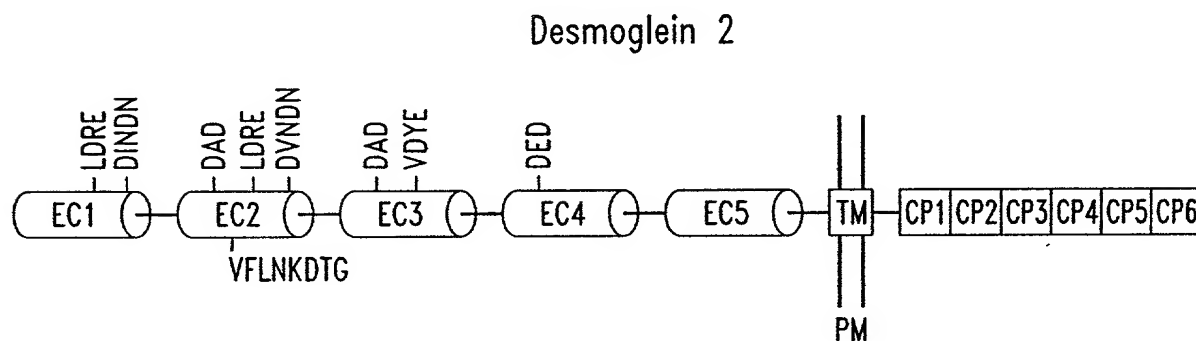 Desmoglein 2
LDRE
DINDN
DAD
LDRE
DVNDN
DAD
VDYE
DED
EC1
EC2
EC3
EC4
EC5
TM
CP1
CP2
CP3
CP4
CP5
CP6
VFLNKDTG
PM